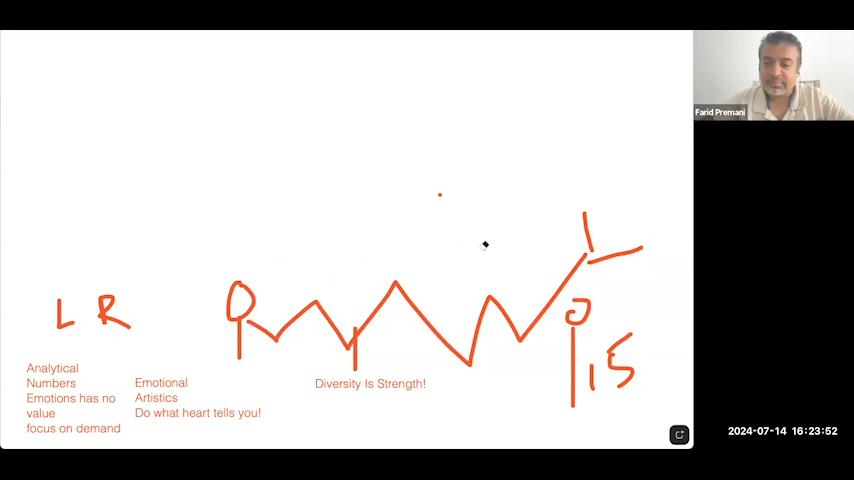 Farid Premani
L R
15
Analytical
Numbers
Emotions has no
value
focus on demand
Emotional
Artistics
Do what heart tells you!
Diversity Is Strength!
2024-07-14 16:23:52